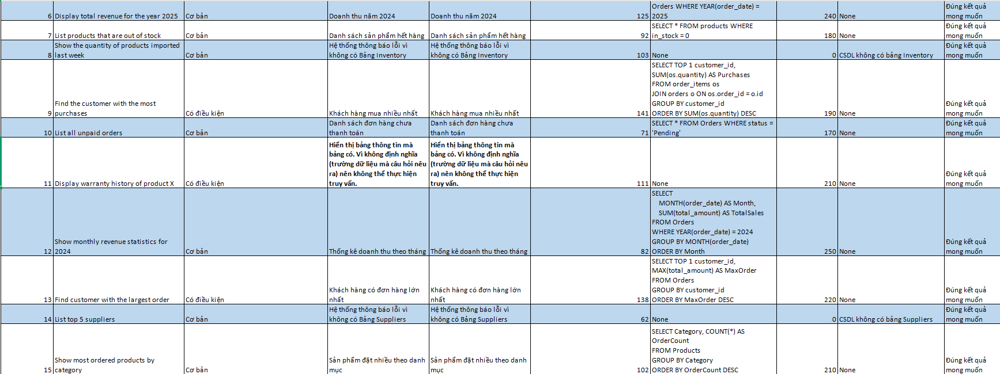 6 Display total revenue for the year 2025 Cơ bản Doanh thu năm 2024 Doanh thu năm 2024 125 Orders WHERE YEAR(order_date) =
2025 240 None Đúng kết quả
mong muốn
7 List products that are out of stock Cơ bản Danh sách sản phẩm hết hàng Danh sách sản phẩm hết hàng 92 SELECT * FROM products WHERE
in_stock = 0 180 None Đúng kết quả
mong muốn
8 Show the quantity of products imported
last week Cơ bản Hệ thống thông báo lỗi vì
không có Bảng Inventory Hệ thống thông báo lỗi vì
không có Bảng Inventory 103 None 0 CSDL không có bảng Inventory Đúng kết quả
mong muốn
9 Find the customer with the most
purchases Có điều kiện Khách hàng mua nhiều nhất Khách hàng mua nhiều nhất 141 SELECT TOP 1 customer_id,
SUM(os.quantity) AS Purchases
FROM order_items os
JOIN orders o ON os.order_id = o.id
GROUP BY customer_id
ORDER BY SUM(os.quantity) DESC 190 None Đúng kết quả
mong muốn
10 List all unpaid orders Cơ bản Danh sách đơn hàng chưa
thanh toán Danh sách đơn hàng chưa
thanh toán 71 SELECT * FROM Orders WHERE status =
'Pending' 170 None Đúng kết quả
mong muốn
11 Display warranty history of product X Có điều kiện Hiển thị bảng thông tin mà
bảng có. Vì không định nghĩa
(trường dữ liệu mà câu hỏi nêu
ra) nên không thể thực hiện
truy vấn. Hiển thị bảng thông tin mà
bảng có. Vì không định nghĩa
(trường dữ liệu mà câu hỏi nêu
ra) nên không thể thực hiện
truy vấn. 111 None 210 None Đúng kết quả
mong muốn
12 Show monthly revenue statistics for
2024 Cơ bản Thống kê doanh thu theo tháng Thống kê doanh thu theo tháng 82 SELECT
MONTH(order_date) AS Month,
SUM(total_amount) AS TotalSales
FROM Orders
WHERE YEAR(order_date) = 2024
GROUP BY MONTH(order_date)
ORDER BY Month 250 None Đúng kết quả
mong muốn
13 Find customer with the largest order Có điều kiện Khách hàng có đơn hàng lớn
nhất Khách hàng có đơn hàng lớn
nhất 138 SELECT TOP 1 customer_id,
MAX(total_amount) AS MaxOrder
FROM Orders
GROUP BY customer_id
ORDER BY MaxOrder DESC 220 None Đúng kết quả
mong muốn
14 List top 5 suppliers Cơ bản Hệ thống thông báo lỗi vì
không có Bảng Suppliers Hệ thống thông báo lỗi vì
không có Bảng Suppliers 62 None 0 CSDL không có bảng Suppliers Đúng kết quả
mong muốn
15 Show most ordered products by
category Cơ bản Sản phẩm đặt nhiều theo danh
mục Sản phẩm đặt nhiều theo danh
mục 102 SELECT Category, COUNT(*) AS
OrderCount
FROM Products
GROUP BY Category
ORDER BY OrderCount DESC 210 None Đúng kết quả
mong muốn